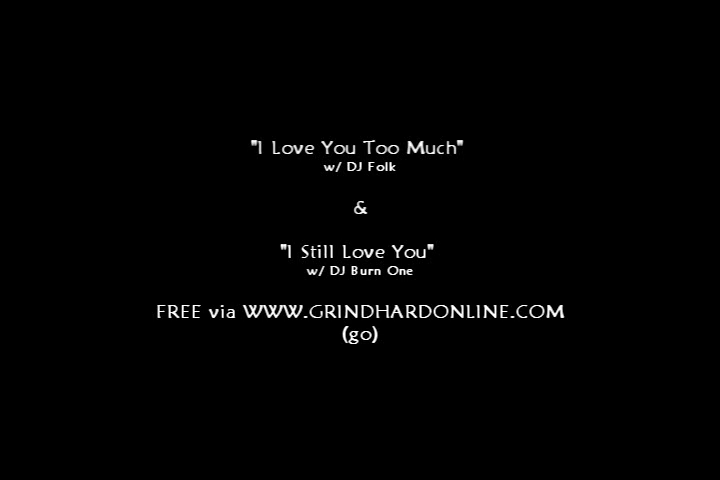 "I Love You Too Much"
w/ DJ Folk
&
"I Still Love You"
w/ DJ Burn One
FREE via WWW.GRINDHARDONLINE.COM
(go)